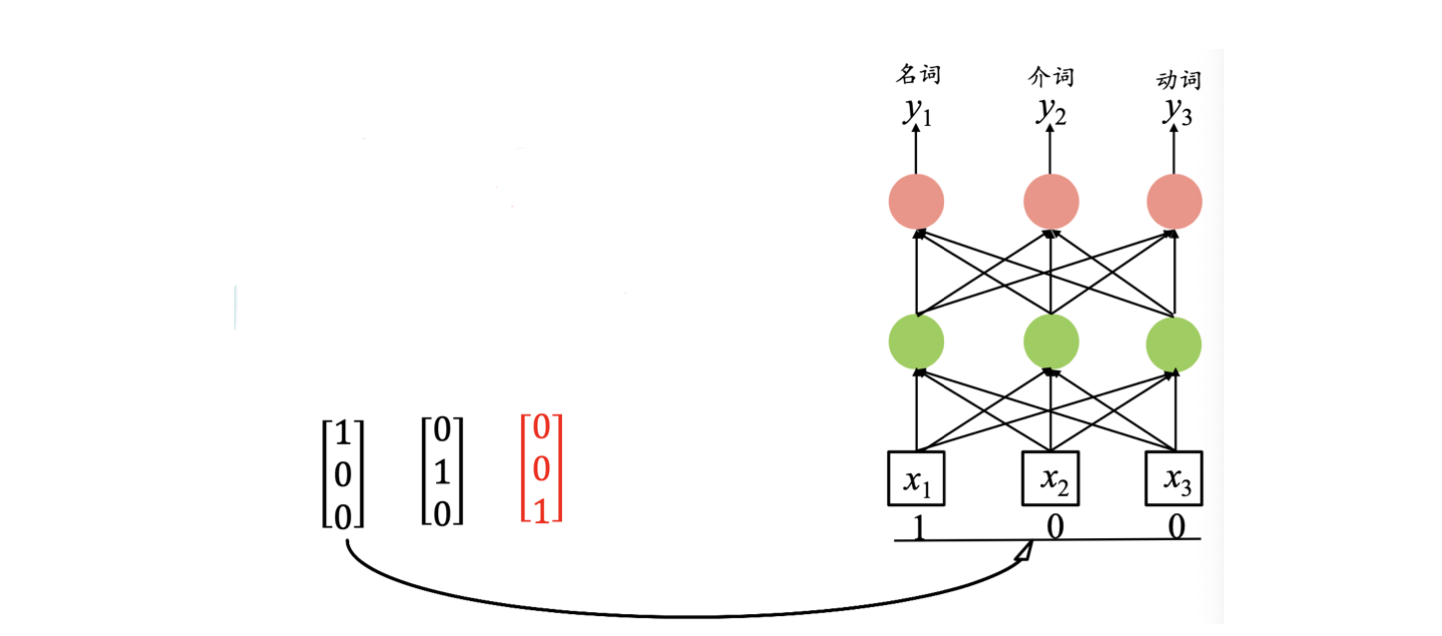 名词 介词 动词
y₁ y₂ y₃
[1 0 0] [0 1 0] [0 0 1]
x₁ x₂ x₃
1 0 0